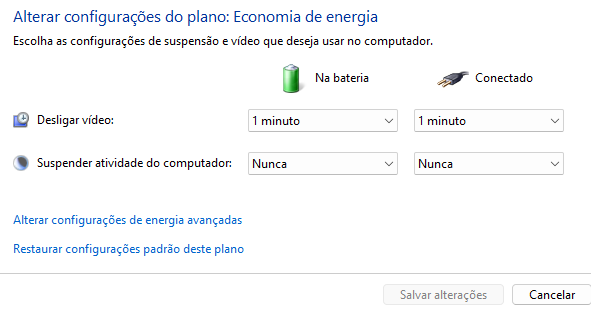 Alterar configurações do plano: Economia de energia
Escolha as configurações de suspensão e vídeo que deseja usar no computador.
Na bateria Conectado
Desligar vídeo: 1 minuto 1 minuto
Suspender atividade do computador: Nunca Nunca
Alterar configurações de energia avançadas
Restaurar configurações padrão deste plano
Salvar alterações Cancelar